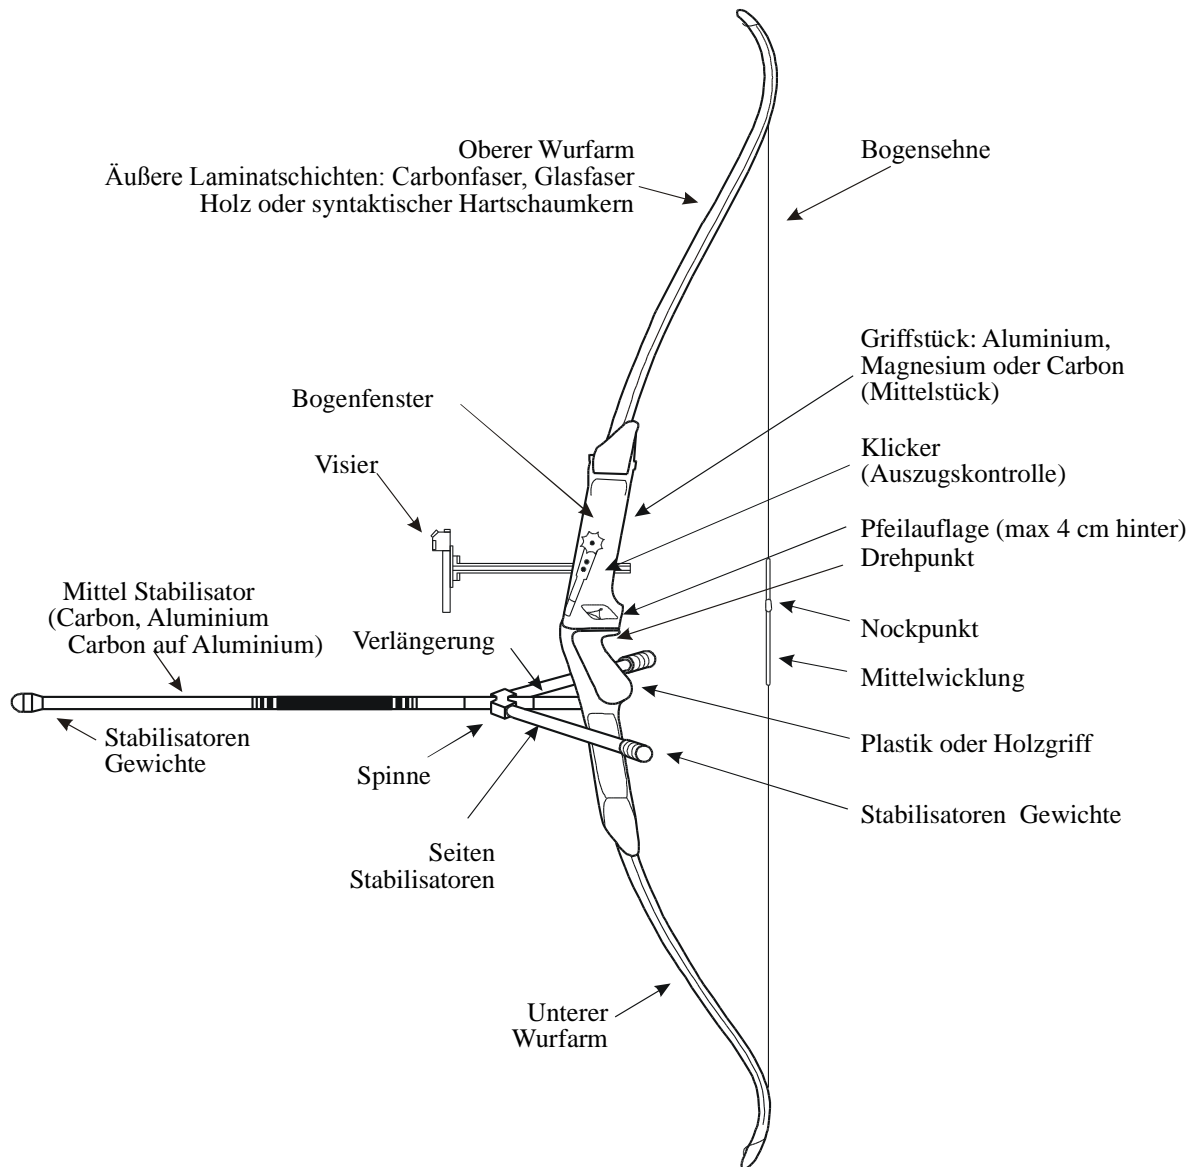 Oberer Wurfarm
Äußere Laminatschichten: Carbonfaser, Glasfaser
Holz oder syntaktischer Hartschaumkern
Bogensehne
Griffstück: Aluminium,
Magnesium oder Carbon
(Mittelstück)
Bogenfenster
Visier
Klicker
(Auszugskontrolle)
Pfeilauflage (max 4 cm hinter)
Drehpunkt
Mittel Stabilisator
(Carbon, Aluminium
Carbon auf Aluminium)
Verlängerung
Nockpunkt
Mittelwicklung
Stabilisatoren
Gewichte
Spinne
Plastik oder Holzgriff
Stabilisatoren Gewichte
Seiten
Stabilisatoren
Unterer
Wurfarm